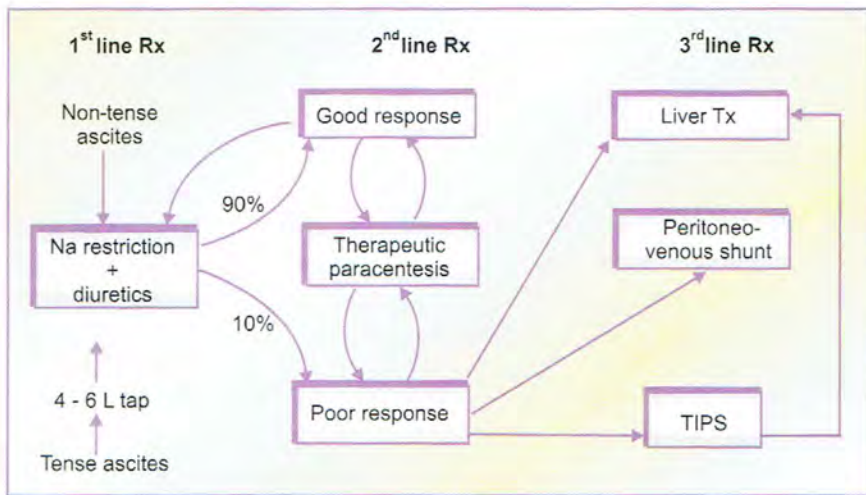 1st line Rx
2nd line Rx
3rd line Rx
Non-tense
ascites
Na restriction
+
diuretics
4 - 6 L tap
Tense ascites
90%
10%
Good response
Therapeutic
paracentesis
Poor response
Liver Tx
Peritoneo-
venous shunt
TIPS